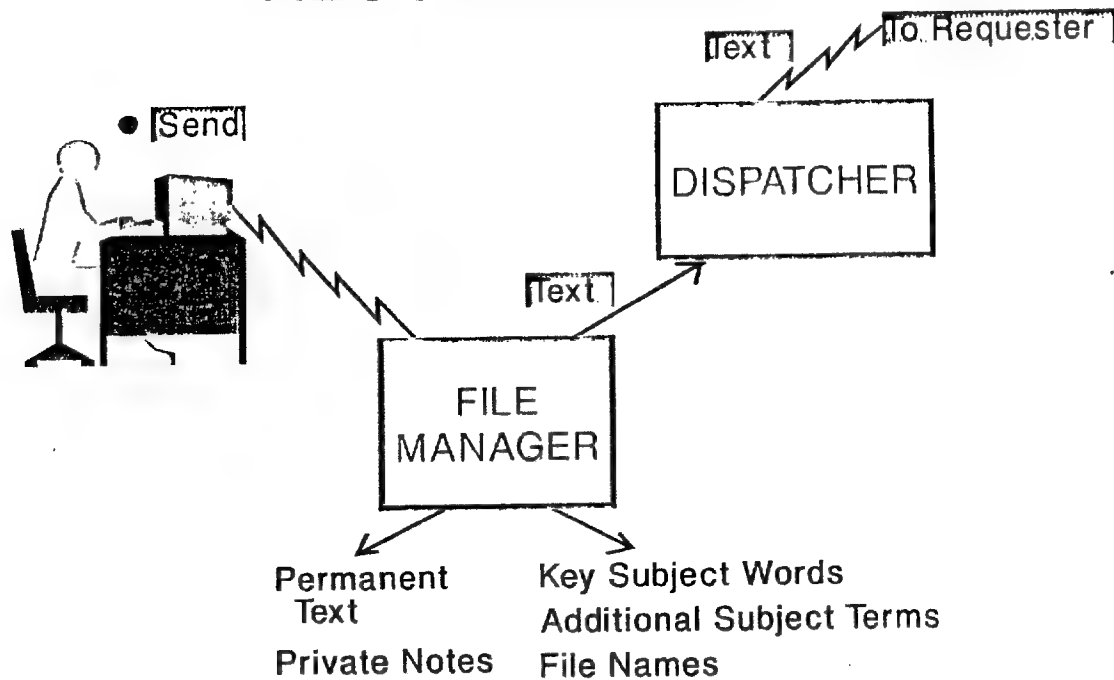 To Requester
Text
• Send
DISPATCHER
Text
FILE
MANAGER
Permanent
Text
Private Notes
Key Subject Words
Additional Subject Terms
File Names